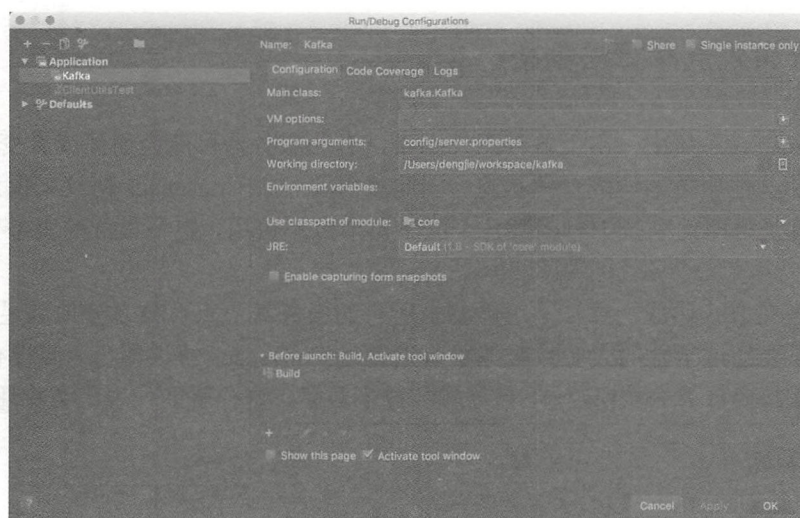 Run/Debug Configurations
Application
Kafka
ClientUtilsTest
Defaults
Name: Kafka
Share
Single instance only
Configuration Code Coverage Logs
Main class: kafka.Kafka
VM options:
Program arguments: config/server.properties
Working directory: /Users/dengjie/workspace/kafka
Environment variables:
Use classpath of module: core
JRE: Default (1.8 - SDK of 'core' module)
Enable capturing form snapshots
Before launch: Build, Activate tool window
Build
Show this page Activate tool window
Cancel Apply OK